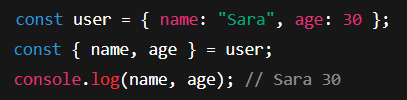 const user = { name: "Sara", age: 30 };
const { name, age } = user;
console.log(name, age); // Sara 30